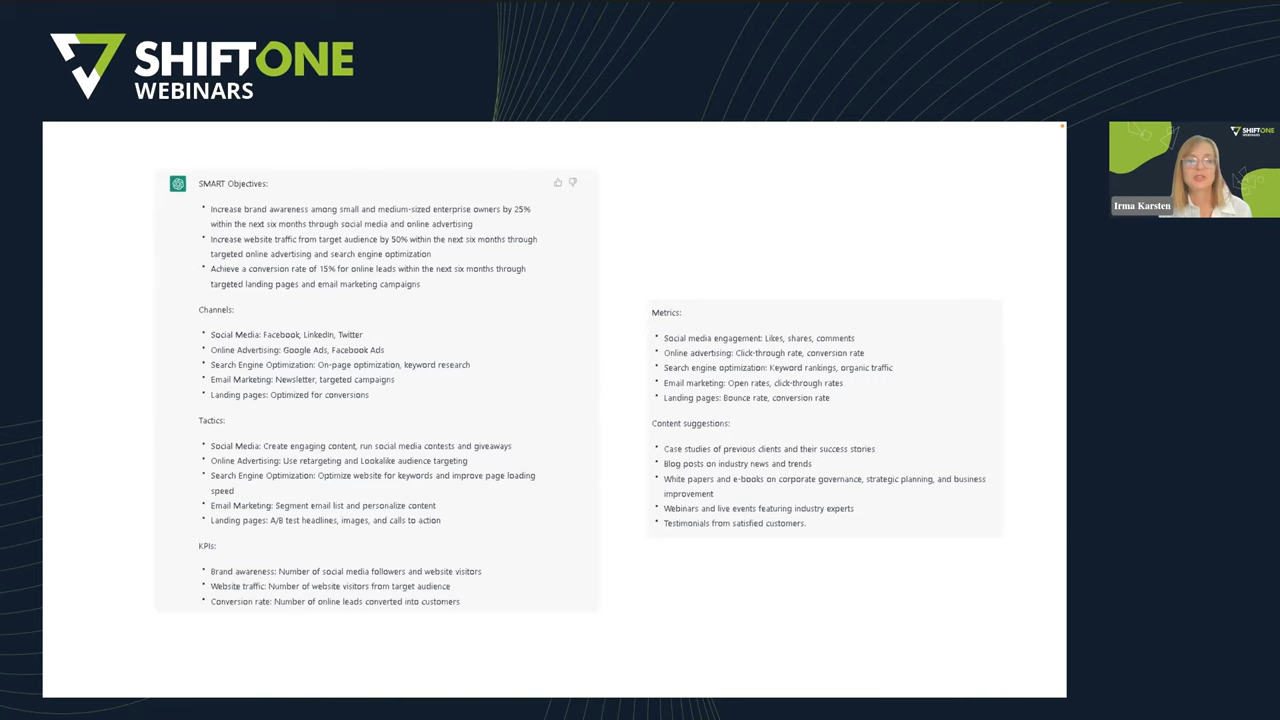 SHIFTONE
WEBINARS
SMART Objectives:
• Increase brand awareness among small and medium-sized enterprise owners by 25%
within the next six months through social media and online advertising
• Increase website traffic from target audience by 50% within the next six months through
targeted online advertising and search engine optimization
• Achieve a conversion rate of 15% for online leads within the next six months through
targeted landing pages and email marketing campaigns
Channels:
• Social Media: Facebook, LinkedIn, Twitter
• Online Advertising: Google Ads, Facebook Ads
• Search Engine Optimization: On-page optimization, keyword research
• Email Marketing: Newsletter, targeted campaigns
• Landing pages: Optimized for conversions
Tactics:
• Social Media: Create engaging content, run social media contests and giveaways
• Online Advertising: Use retargeting and Lookalike audience targeting
• Search Engine Optimization: Optimize website for keywords and improve page loading
speed
• Email Marketing: Segment email list and personalize content
• Landing pages: A/B test headlines, images, and calls to action
KPIs:
• Brand awareness: Number of social media followers and website visitors
• Website traffic: Number of website visitors from target audience
• Conversion rate: Number of online leads converted into customers
Metrics:
• Social media engagement: Likes, shares, comments
• Online advertising: Click-through rate, conversion rate
• Search engine optimization: Keyword rankings, organic traffic
• Email marketing: Open rates, click-through rates
• Landing pages: Bounce rate, conversion rate
Content suggestions:
• Case studies of previous clients and their success stories
• Blog posts on industry news and trends
• White papers and e-books on corporate governance, strategic planning, and business
improvement
• Webinars and live events featuring industry experts
• Testimonials from satisfied customers.
SHIFTONE
WEBINARS
Irma Karsten